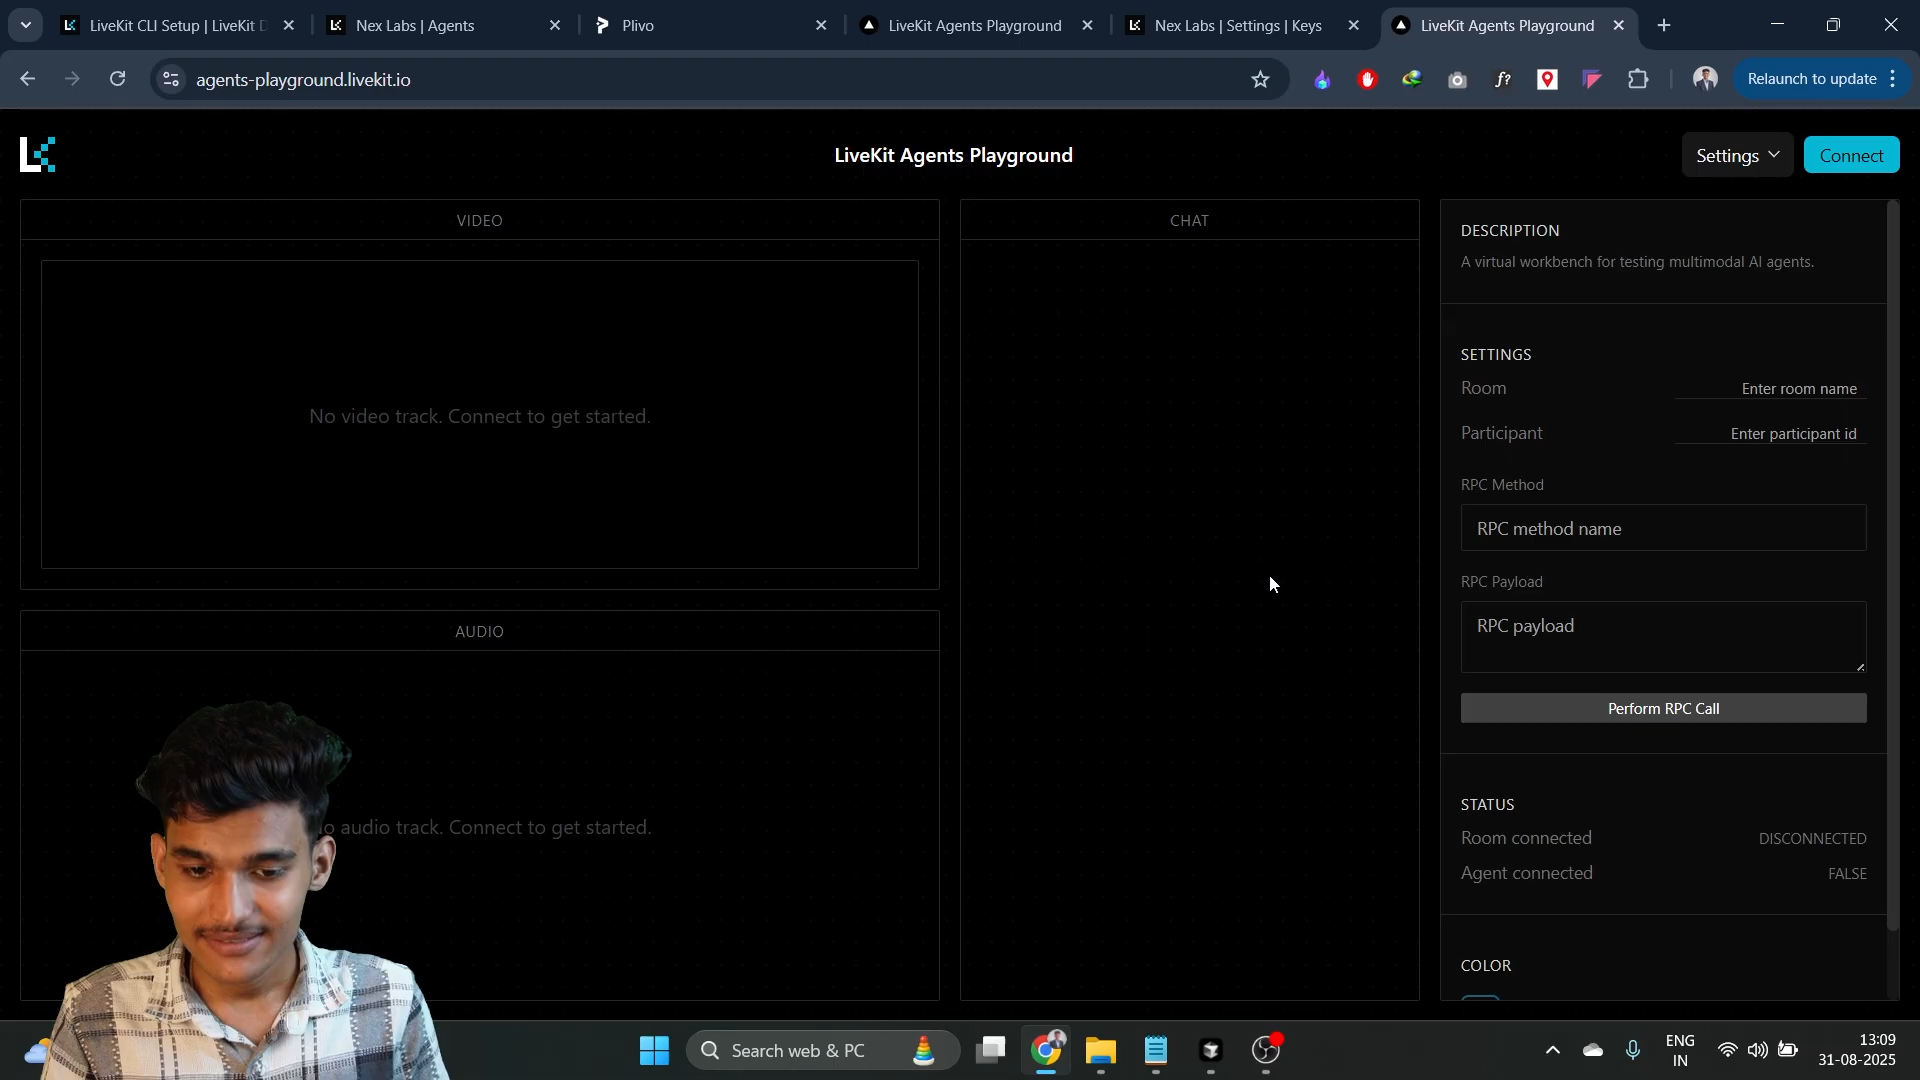 LiveKit CLI Setup | LiveKit D
Nex Labs | Agents
Plivo
LiveKit Agents Playground
Nex Labs | Settings | Keys
LiveKit Agents Playground
agents-playground.livekit.io
f?
Relaunch to update
LiveKit Agents Playground
Settings
Connect
VIDEO
No video track. Connect to get started.
AUDIO
o audio track. Connect to get started.
CHAT
DESCRIPTION
A virtual workbench for testing multimodal AI agents.
SETTINGS
Room
Enter room name
Participant
Enter participant id
RPC Method
RPC method name
RPC Payload
RPC payload
Perform RPC Call
STATUS
Room connected
DISCONNECTED
Agent connected
FALSE
COLOR
Search web & PC
ENG
IN
13:09
31-08-2025